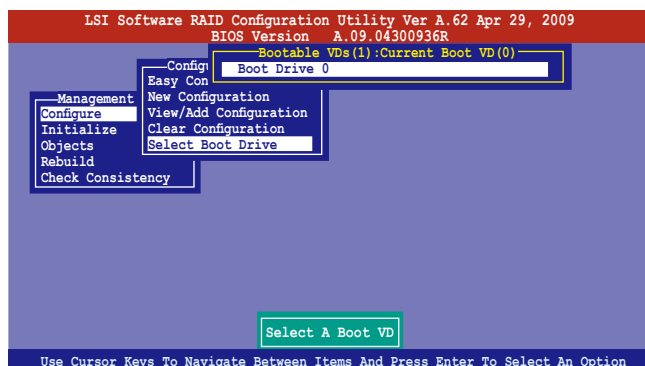 LSI Software RAID Configuration Utility Ver A.62 Apr 29, 2009
BIOS Version A.09.04300936R
Bootable VDs(1):Current Boot VD(0)
Boot Drive 0
Configu
Easy Con
New Configuration
View/Add Configuration
Clear Configuration
Select Boot Drive
Management
Configure
Initialize
Objects
Rebuild
Check Consistency
Select A Boot VD
Use Cursor Keys To Navigate Between Items And Press Enter To Select An Option